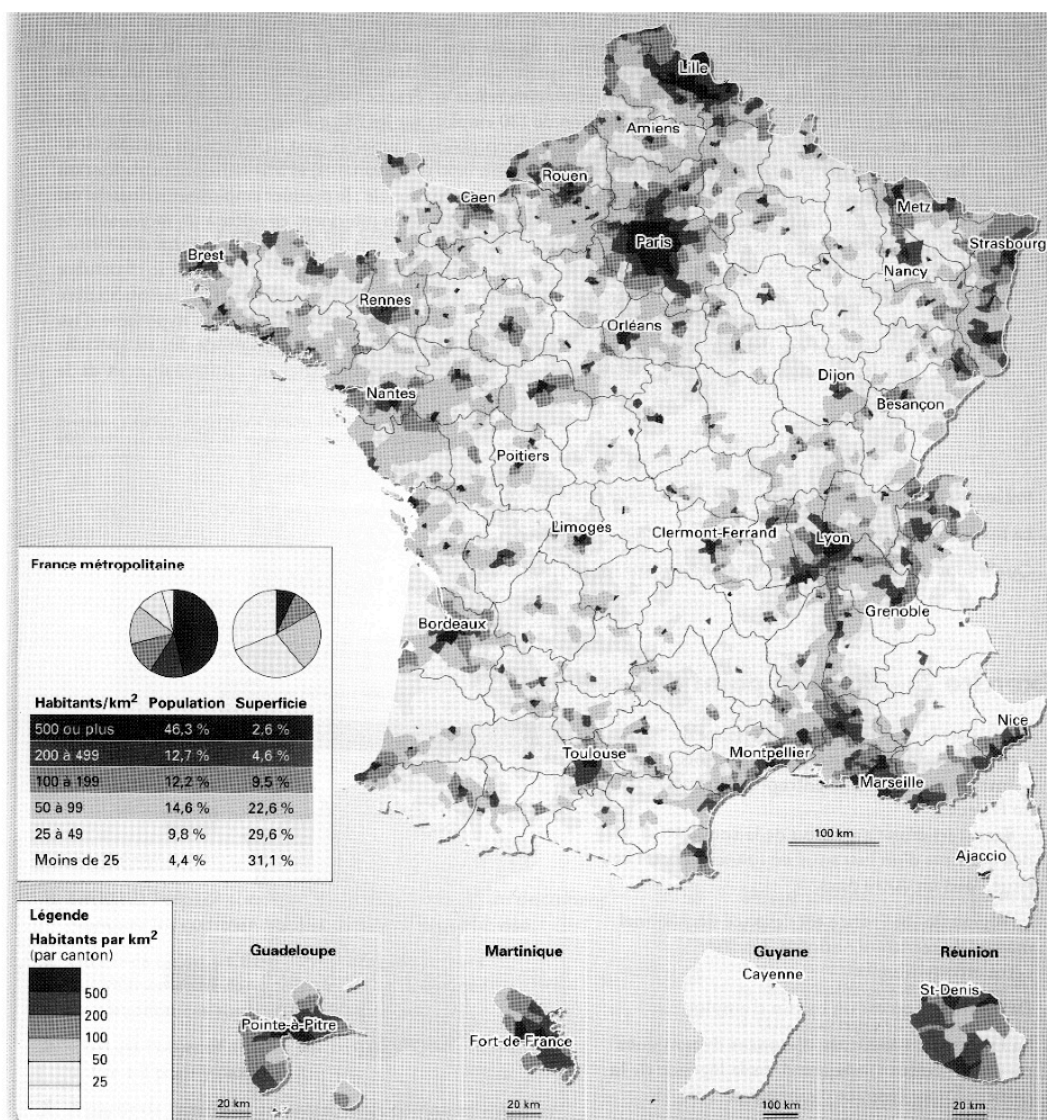 Lille
Amiens
Rouen
Caen
Metz
Paris
Strasbourg
Brest
Nancy
Rennes
Orléans
Dijon
Nantes
Besançon
Poitiers
Limoges
Clermont-Ferrand
Lyon
Grenoble
Bordeaux
Nice
Toulouse
Montpellier
Marseille
100 km
Ajaccio
France métropolitaine
Habitants/km² Population Superficie
500 ou plus 46,3 % 2,6 %
200 à 499 12,7 % 4,6 %
100 à 199 12,2 % 9,5 %
50 à 99 14,6 % 22,6 %
25 à 49 9,8 % 29,6 %
Moins de 25 4,4 % 31,1 %
Légende
Habitants par km²
(par canton)
500
200
100
50
25
Guadeloupe
Pointe-à-Pitre
20 km
Martinique
Fort-de-France
20 km
Guyane
Cayenne
100 km
Réunion
St-Denis
20 km